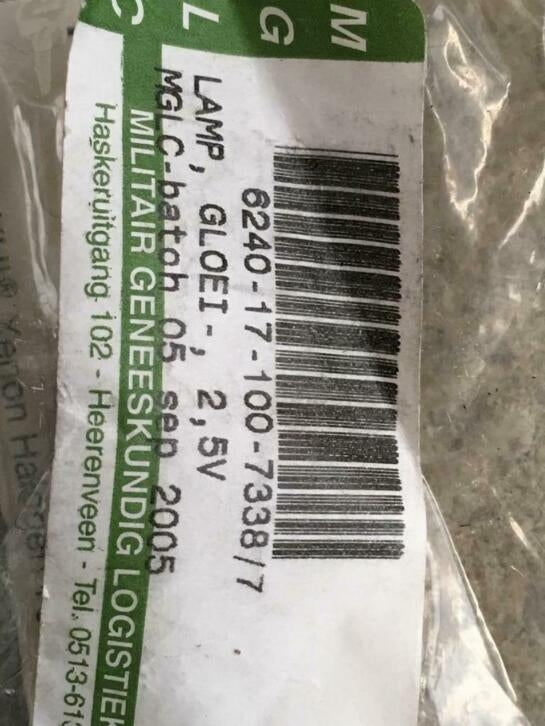 M
G
L
C
6240-17-100-7338/7
LAMP, GLOEI-, 2,5V
MGLC-batch 05 sep 2005
MILITAIR GENEESKUNDIG LOGISTIEK
Haskeruitgang 102 - Heerenveen - Tel. 0513-61
Xenon